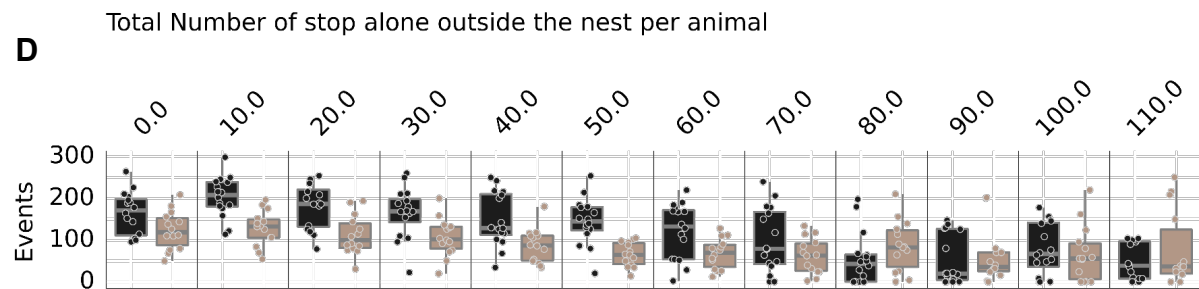 Total Number of stop alone outside the nest per animal
D
0.0 10.0 20.0 30.0 40.0 50.0 60.0 70.0 80.0 90.0 100.0 110.0
300
200
100
0
Events